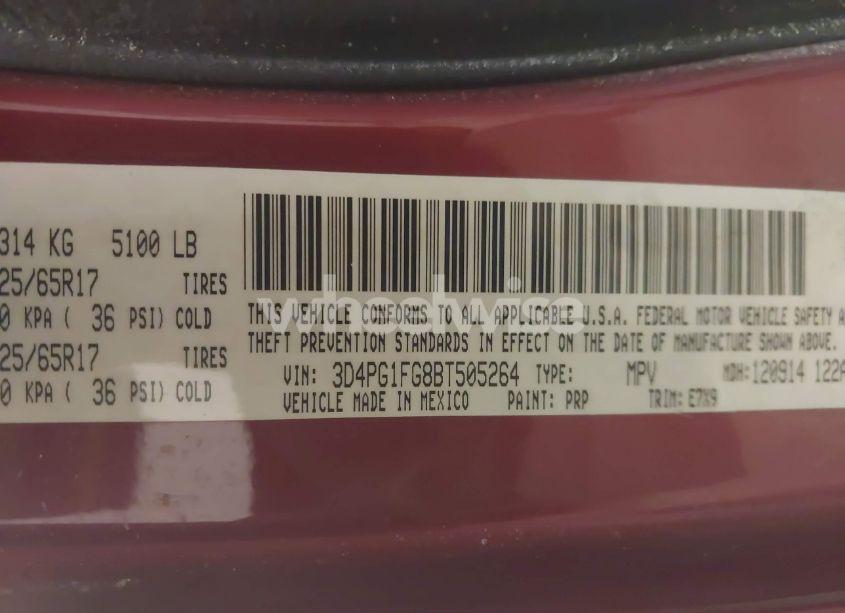 314 KG 5100 LB
25/65R17 TIRES
0 KPA ( 36 PSI) COLD
25/65R17 TIRES
0 KPA ( 36 PSI) COLD
THIS VEHICLE CONFORMS TO ALL APPLICABLE U.S.A. FEDERAL MOTOR VEHICLE SAFETY A
THEFT PREVENTION STANDARDS IN EFFECT ON THE DATE OF MANUFACTURE SHOWN ABOVE.
VIN: 3D4PG1FG8BT505264 TYPE: MPV MDH: 120914 122A
VEHICLE MADE IN MEXICO PAINT: PRP TRIM: E7X9
wheelwise